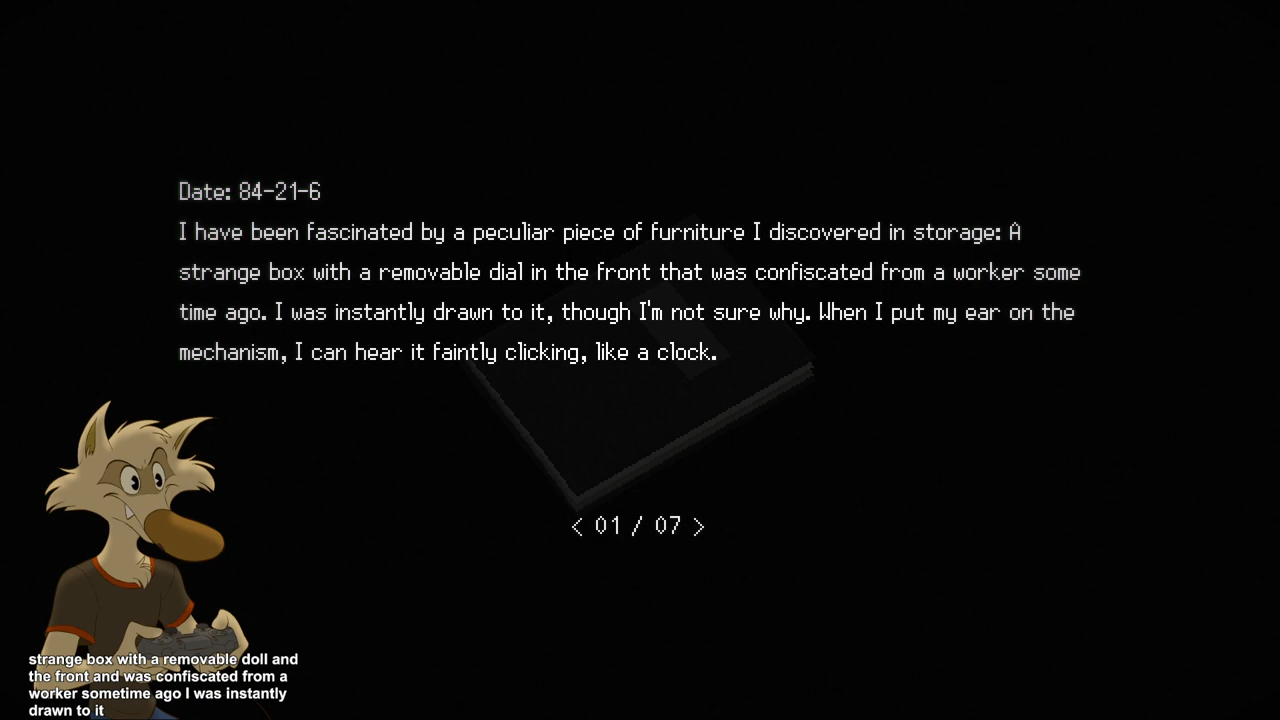 Date: 84-21-6
I have been fascinated by a peculiar piece of furniture I discovered in storage: A
strange box with a removable dial in the front that was confiscated from a worker some
time ago. I was instantly drawn to it, though I'm not sure why. When I put my ear on the
mechanism, I can hear it faintly clicking, like a clock.
< 01 / 07 >
strange box with a removable doll and
the front and was confiscated from a
worker sometime ago I was instantly
drawn to it